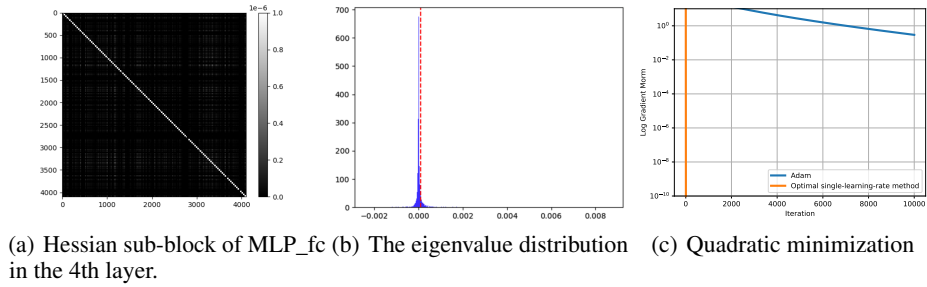 1e−6
0
500
1000
1500
2000
2500
3000
3500
4000
0 1000 2000 3000 4000
1.0
0.8
0.6
0.4
0.2
0.0
700
600
500
400
300
200
100
0
−0.002 0.000 0.002 0.004 0.006 0.008
Log Gradient Morm
10^0
10^−2
10^−4
10^−6
10^−8
10^−10
0 2000 4000 6000 8000 10000
Iteration
Adam
Optimal single-learning-rate method
(a) Hessian sub-block of MLP_fc
in the 4th layer.
(b) The eigenvalue distribution
(c) Quadratic minimization